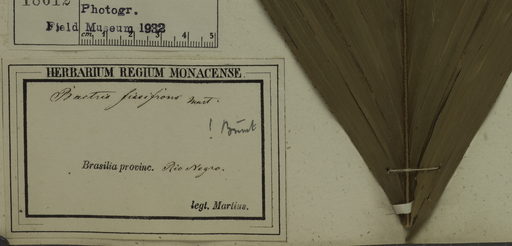 18012
Photogr.
Field Museum 1932
cm 1 2 3 4 5
HERBARIUM REGIUM MONACENSE.
Bactris fissifrons Mart.
! Burret
Brasilia provinc. Rio Negro.
legt. Martius.